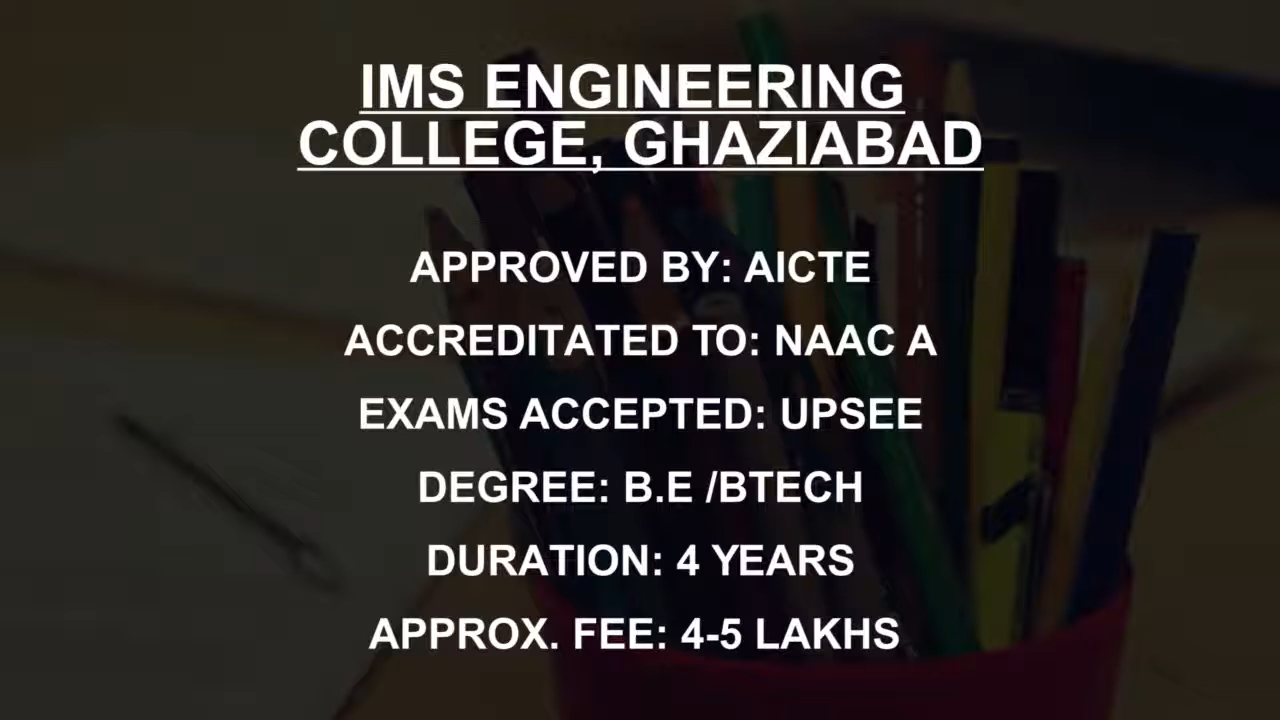 IMS ENGINEERING
COLLEGE, GHAZIABAD
APPROVED BY: AICTE
ACCREDITATED TO: NAAC A
EXAMS ACCEPTED: UPSEE
DEGREE: B.E /BTECH
DURATION: 4 YEARS
APPROX. FEE: 4-5 LAKHS